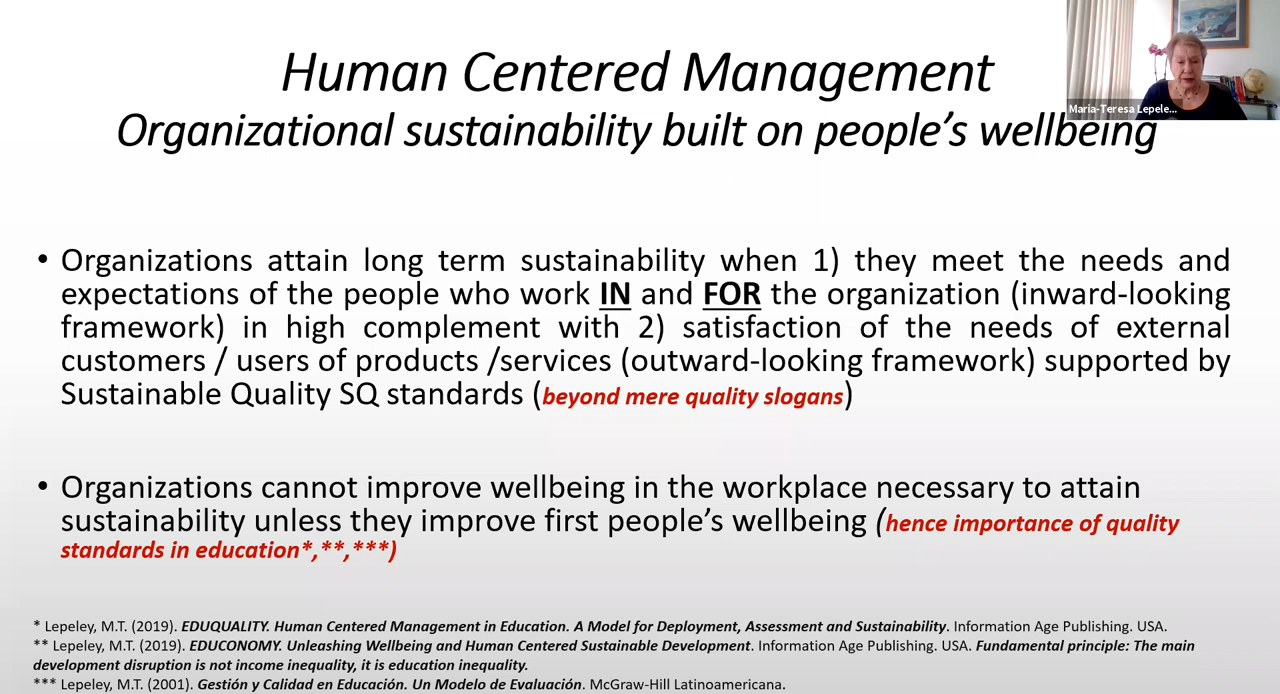 Human Centered Management
Maria-Teresa Lepele...
Organizational sustainability built on people's wellbeing
• Organizations attain long term sustainability when 1) they meet the needs and
expectations of the people who work IN and FOR the organization (inward-looking
framework) in high complement with 2) satisfaction of the needs of external
customers / users of products /services (outward-looking framework) supported by
Sustainable Quality SQ standards (beyond mere quality slogans)
• Organizations cannot improve wellbeing in the workplace necessary to attain
sustainability unless they improve first people's wellbeing (hence importance of quality
standards in education*,**,***)
* Lepeley, M.T. (2019). EDUQUALITY. Human Centered Management in Education. A Model for Deployment, Assessment and Sustainability. Information Age Publishing. USA.
** Lepeley, M.T. (2019). EDUCONOMY. Unleashing Wellbeing and Human Centered Sustainable Development. Information Age Publishing. USA. Fundamental principle: The main
development disruption is not income inequality, it is education inequality.
*** Lepeley, M.T. (2001). Gestión y Calidad en Educación. Un Modelo de Evaluación. McGraw-Hill Latinoamericana.